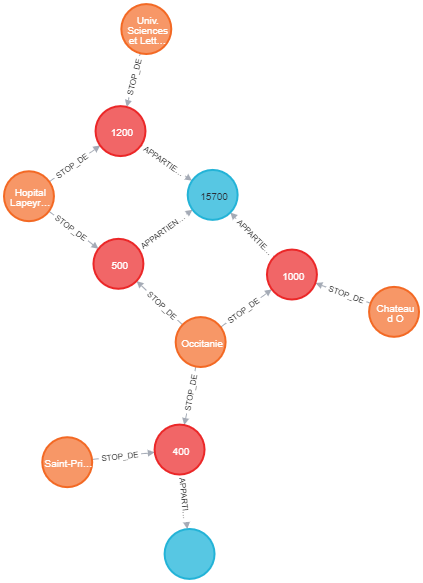 Univ.
Sciences
et Lett…
STOP_DE
1200
STOP_DE
APPARTIE…
Hopital
Lapeyr…
15700
STOP_DE
APPARTIEN…
APPARTIE…
500
1000
STOP_DE
STOP_DE
STOP_DE
Chateau
d O
Occitanie
STOP_DE
400
Saint-Pri…
STOP_DE
APPARTI…